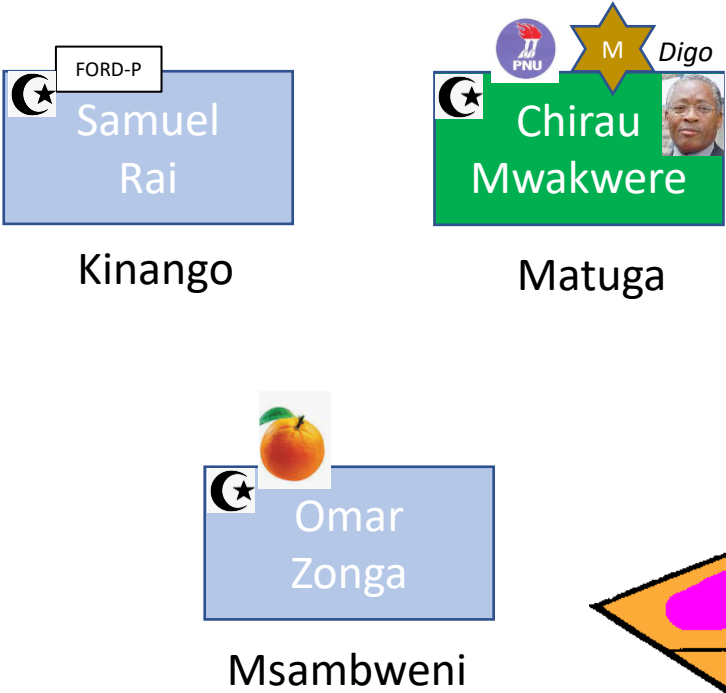 FORD-P
Samuel
Rai
Kinango
PNU
M
Digo
Chirau
Mwakwere
Matuga
Omar
Zonga
Msambweni